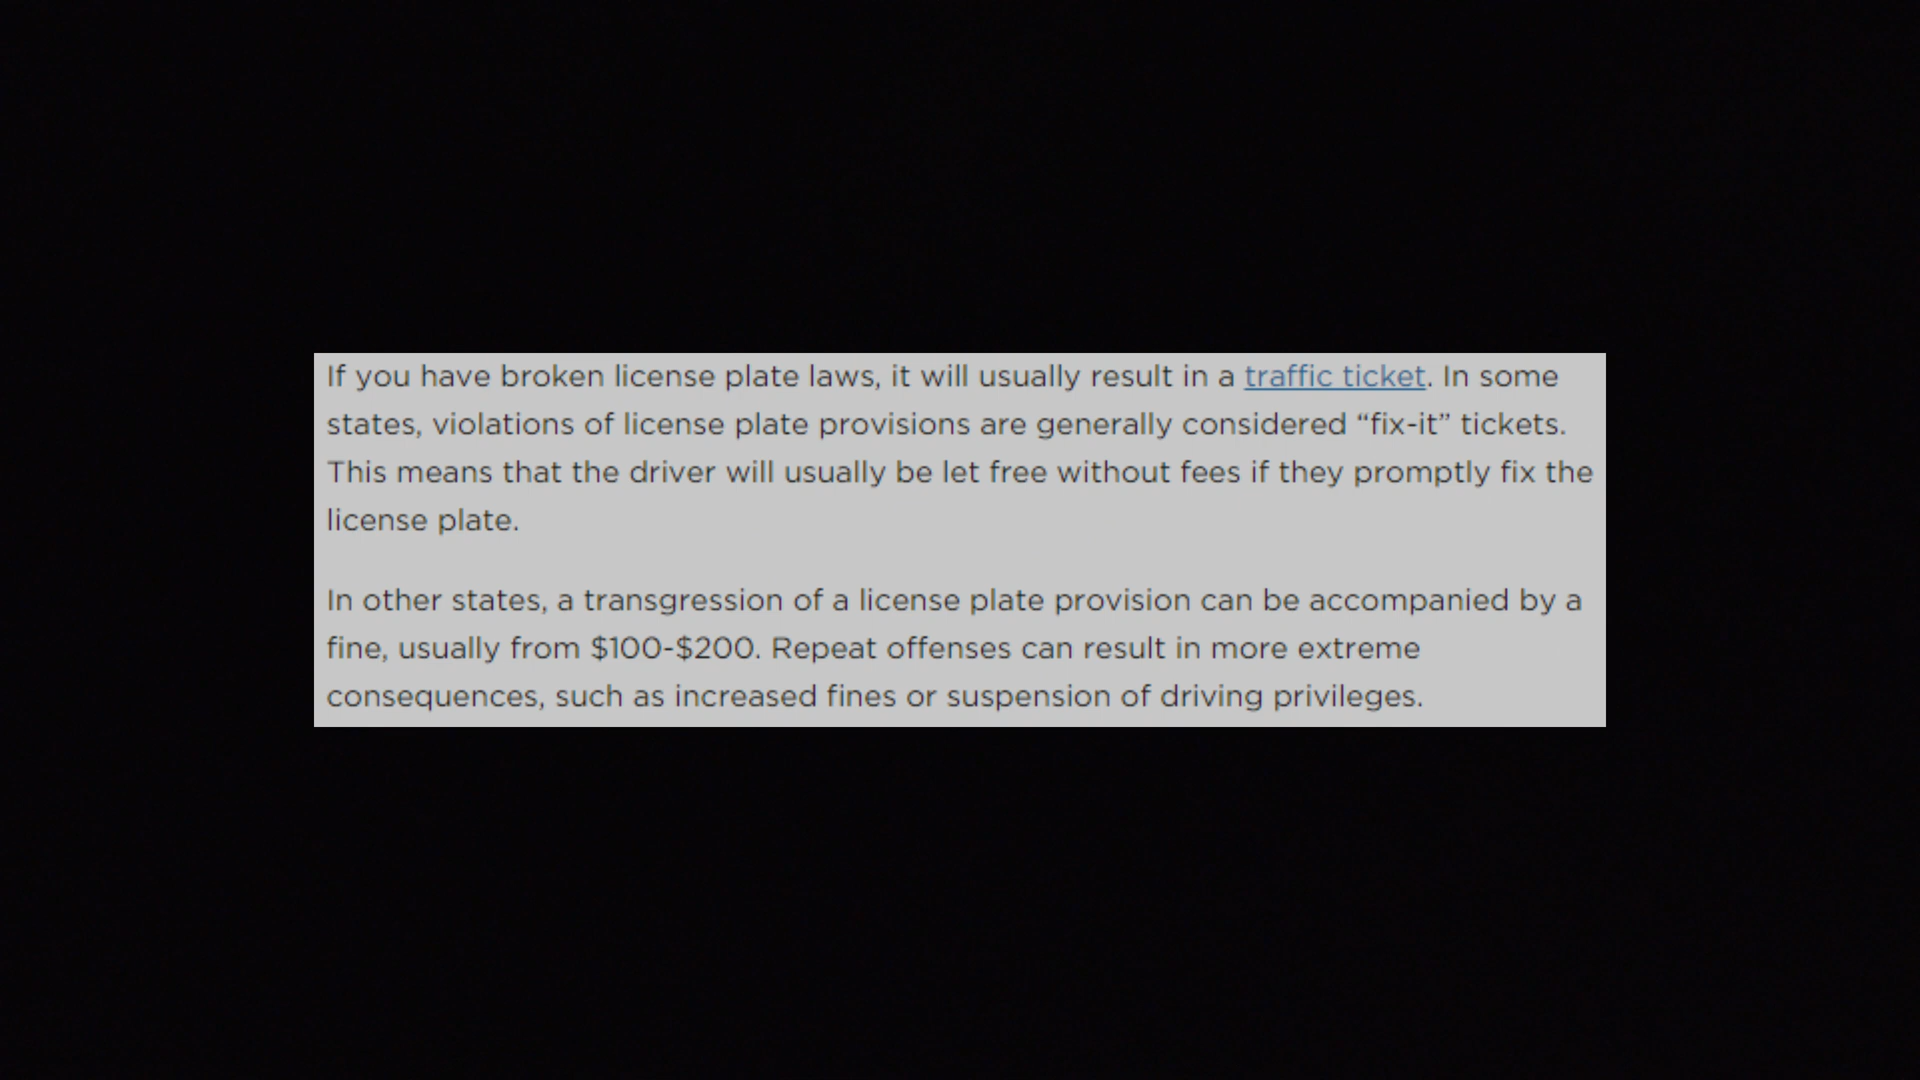 If you have broken license plate laws, it will usually result in a traffic ticket. In some
states, violations of license plate provisions are generally considered “fix-it” tickets.
This means that the driver will usually be let free without fees if they promptly fix the
license plate.
In other states, a transgression of a license plate provision can be accompanied by a
fine, usually from $100-$200. Repeat offenses can result in more extreme
consequences, such as increased fines or suspension of driving privileges.